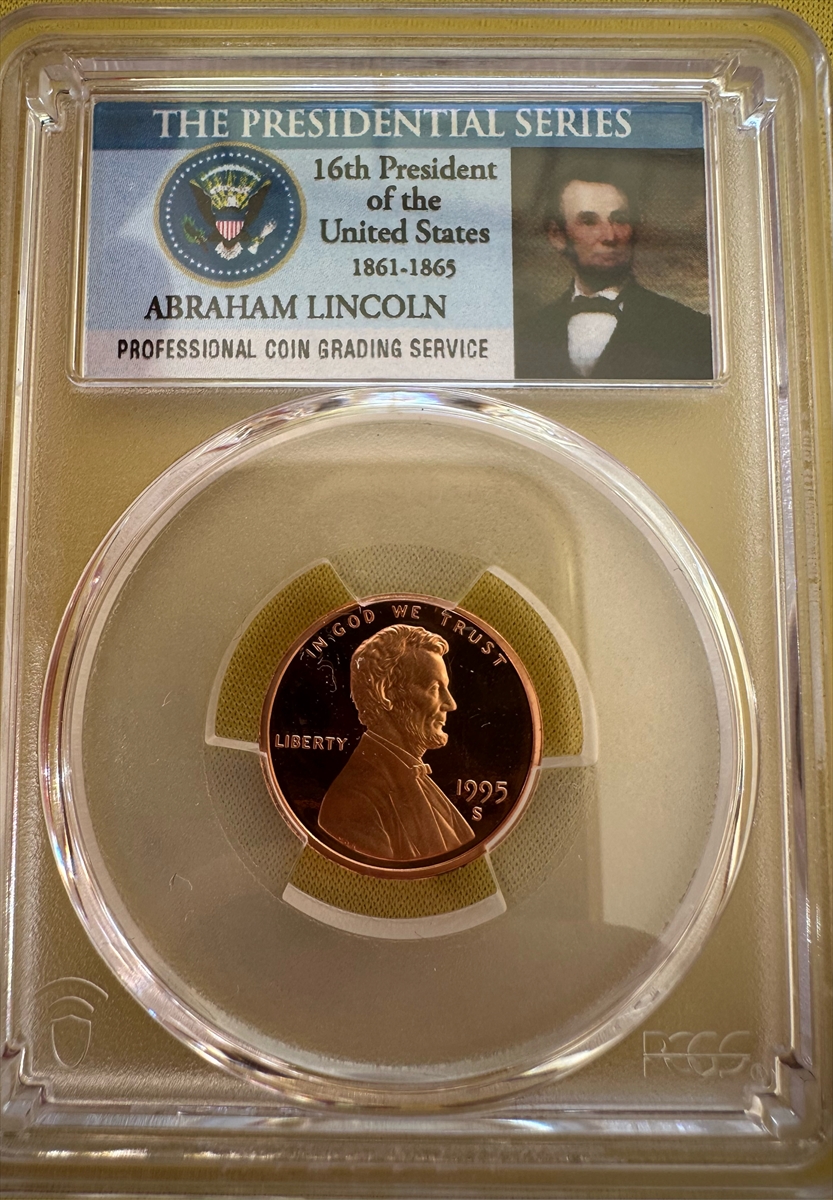 THE PRESIDENTIAL SERIES
16th President
of the
United States
1861-1865
ABRAHAM LINCOLN
PROFESSIONAL COIN GRADING SERVICE
IN GOD WE TRUST
LIBERTY
1995
S
PCGS